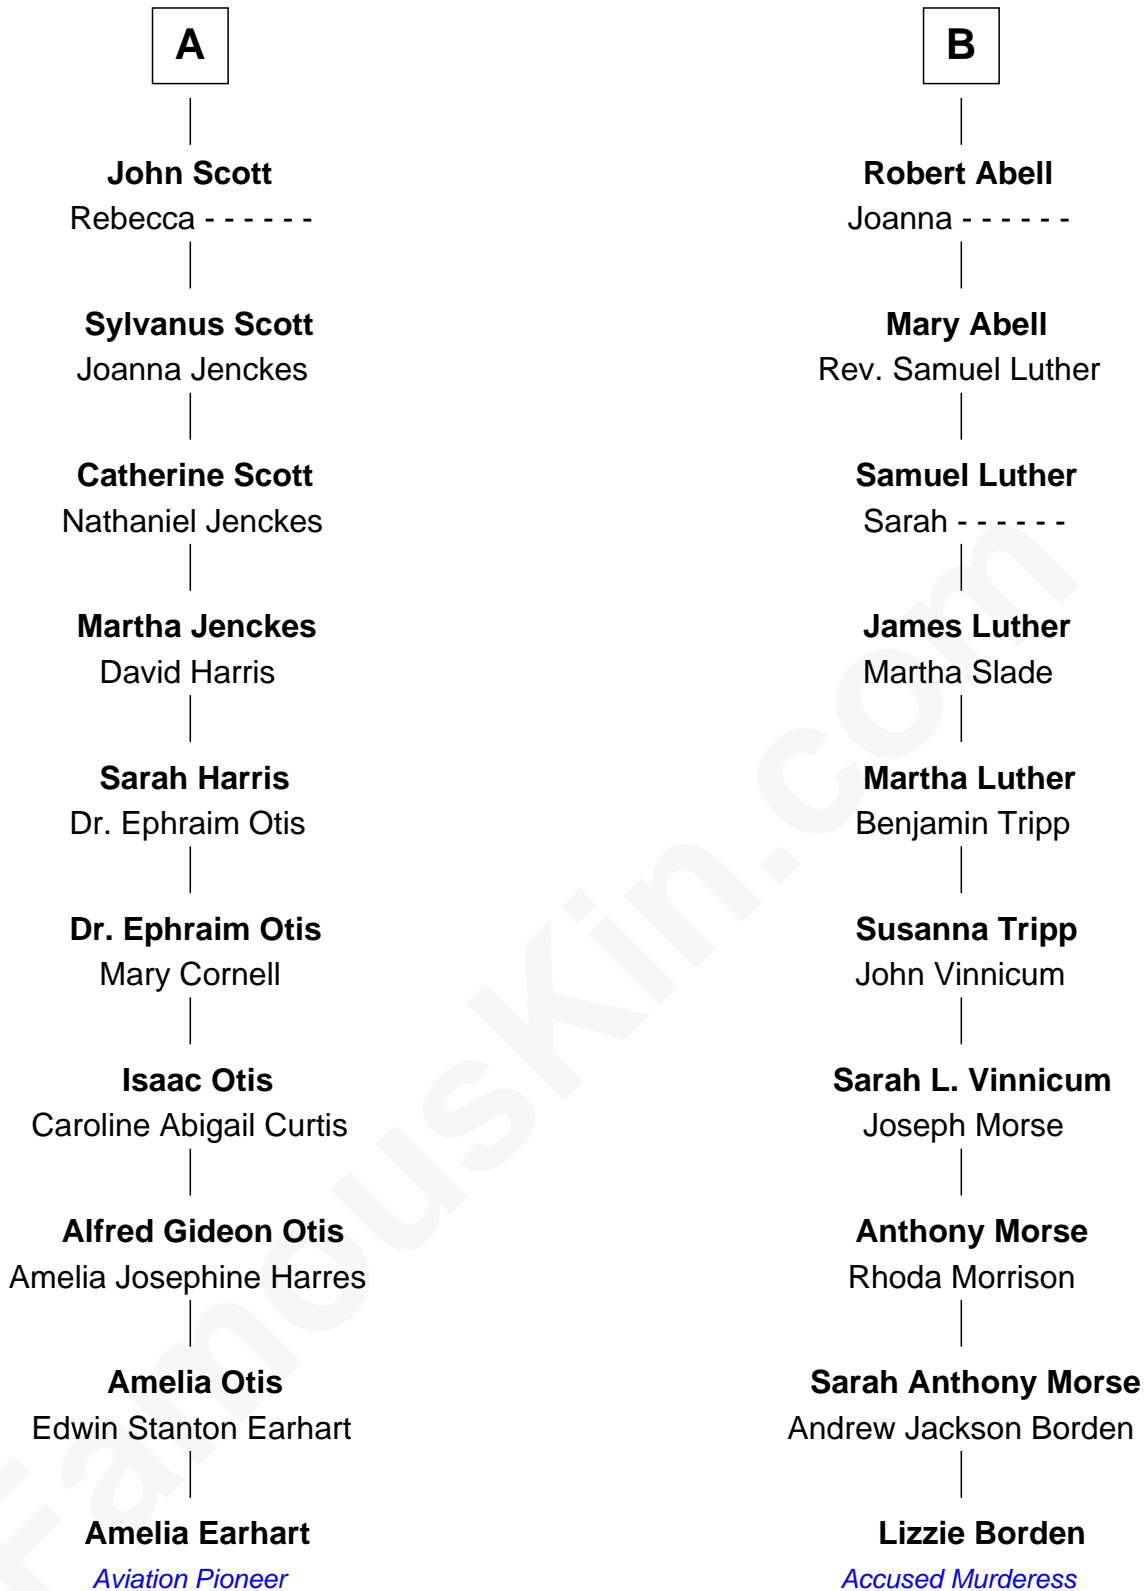 A
John Scott
Rebecca - - - - - -
Sylvanus Scott
Joanna Jenckes
Catherine Scott
Nathaniel Jenckes
Martha Jenckes
David Harris
Sarah Harris
Dr. Ephraim Otis
Dr. Ephraim Otis
Mary Cornell
Isaac Otis
Caroline Abigail Curtis
Alfred Gideon Otis
Amelia Josephine Harres
Amelia Otis
Edwin Stanton Earhart
Amelia Earhart
Aviation Pioneer
B
Robert Abell
Joanna - - - - - -
Mary Abell
Rev. Samuel Luther
Samuel Luther
Sarah - - - - - -
James Luther
Martha Slade
Martha Luther
Benjamin Tripp
Susanna Tripp
John Vinnicum
Sarah L. Vinnicum
Joseph Morse
Anthony Morse
Rhoda Morrison
Sarah Anthony Morse
Andrew Jackson Borden
Lizzie Borden
Accused Murderess
FamousKin.com